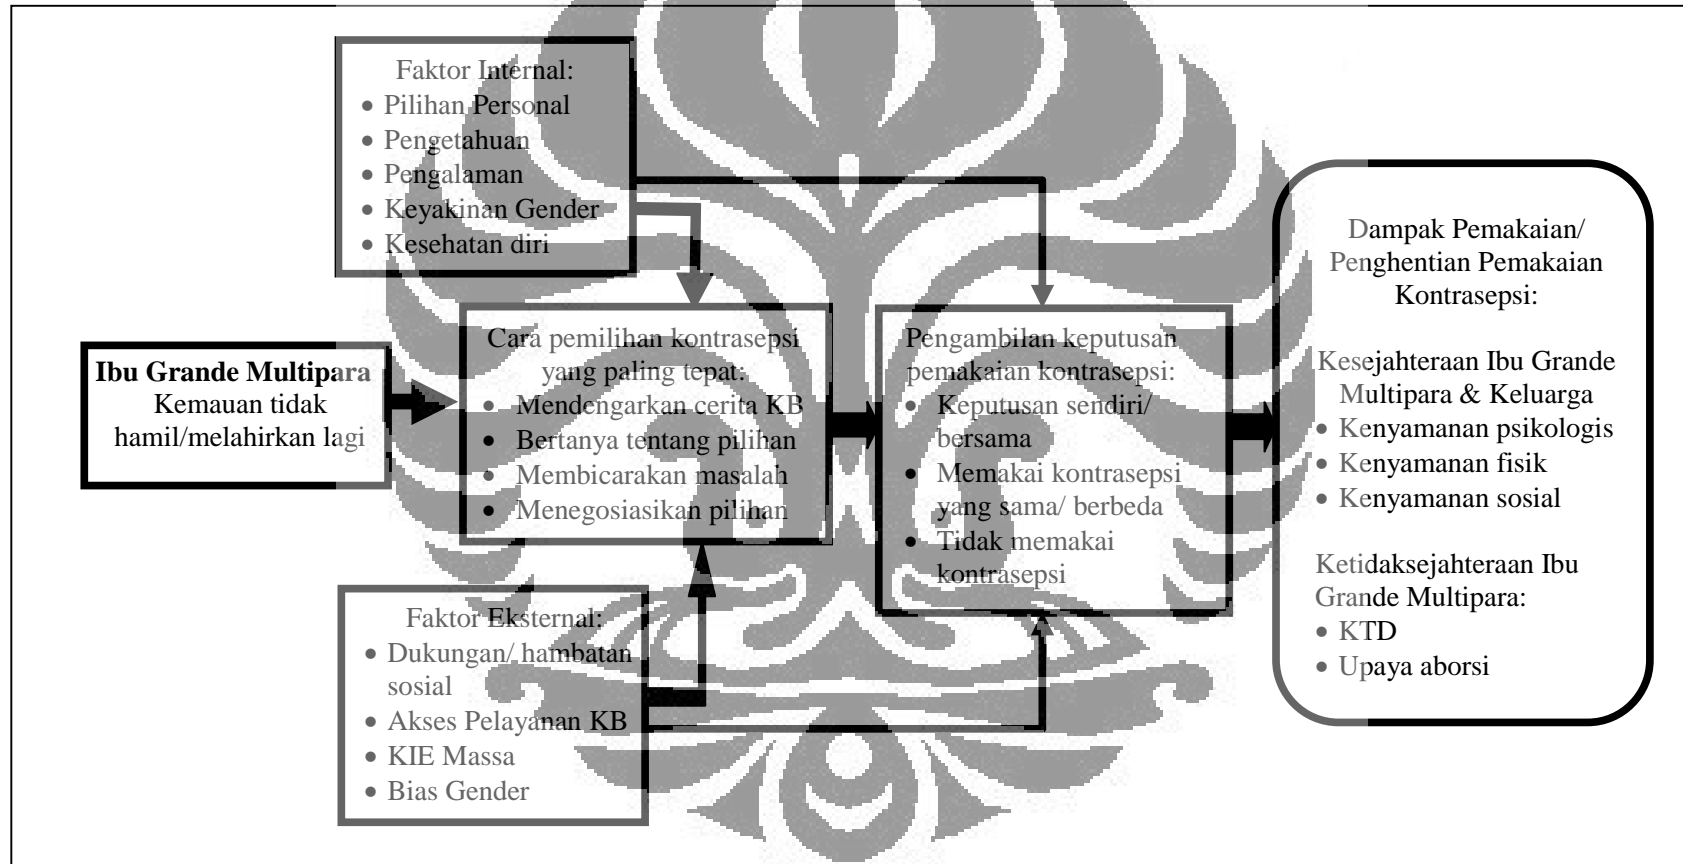 Faktor Internal:
• Pilihan Personal
• Pengetahuan
• Pengalaman
• Keyakinan Gender
• Kesehatan diri
Ibu Grande Multipara
Kemauan tidak
hamil/melahirkan lagi
Cara pemilihan kontrasepsi
yang paling tepat:
• Mendengarkan cerita KB
• Bertanya tentang pilihan
• Membicarakan masalah
• Menegosiasikan pilihan
Faktor Eksternal:
• Dukungan/ hambatan
sosial
• Akses Pelayanan KB
• KIE Massa
• Bias Gender
Pengambilan keputusan
pemakaian kontrasepsi:
• Keputusan sendiri/
bersama
• Memakai kontrasepsi
yang sama/ berbeda
• Tidak memakai
kontrasepsi
Dampak Pemakaian/
Penghentian Pemakaian
Kontrasepsi:
Kesejahteraan Ibu Grande
Multipara & Keluarga
• Kenyamanan psikologis
• Kenyamanan fisik
• Kenyamanan sosial
Ketidaksejahteraan Ibu
Grande Multipara:
• KTD
• Upaya aborsi